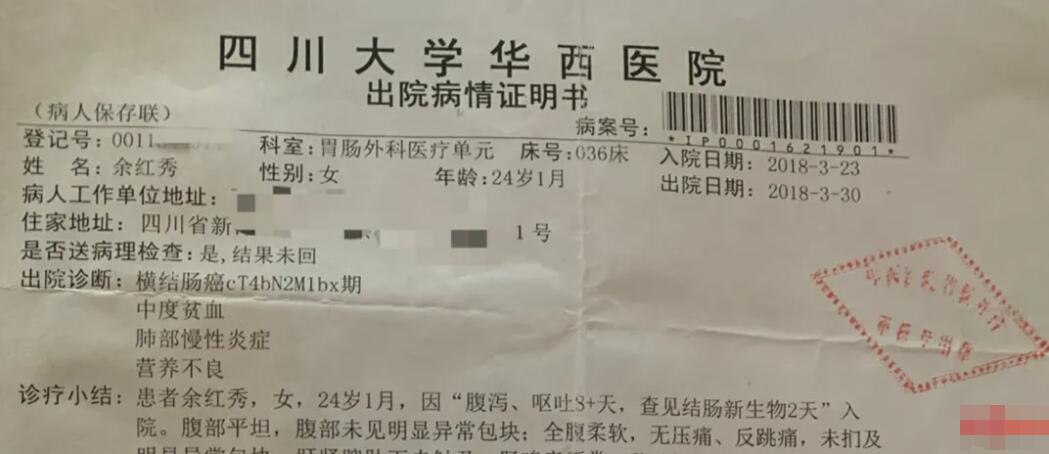 四川大学华西医院
出院病情证明书
(病人保存联)
病案号:
*IP0001621901*
登记号:0011
科室:胃肠外科医疗单元 床号:036床 入院日期:2018-3-23
姓 名:余红秀 性别:女 年龄:24岁1月 出院日期:2018-3-30
病人工作单位地址:
住家地址:四川省新 1号
是否送病理检查:是,结果未回
出院诊断:横结肠癌cT4bN2M1bx期
中度贫血
肺部慢性炎症
营养不良
诊疗小结:患者余红秀,女,24岁1月,因“腹泻、呕吐8+天,查见结肠新生物2天”入
院。腹部平坦,腹部未见明显异常包块;全腹柔软,无压痛、反跳痛,未扪及